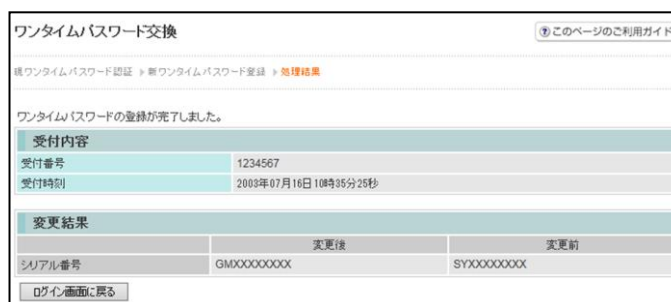 ワンタイムパスワード交換
?このページのご利用ガイド
現ワンタイムパスワード認証 ▶ 新ワンタイムパスワード登録 ▶ 処理結果
ワンタイムパスワードの登録が完了しました。
受付内容
受付番号 1234567
受付時刻 2003年07月16日10時35分25秒
変更結果
変更後 変更前
シリアル番号 GMXXXXXXXX SYXXXXXXXX
ログイン画面に戻る